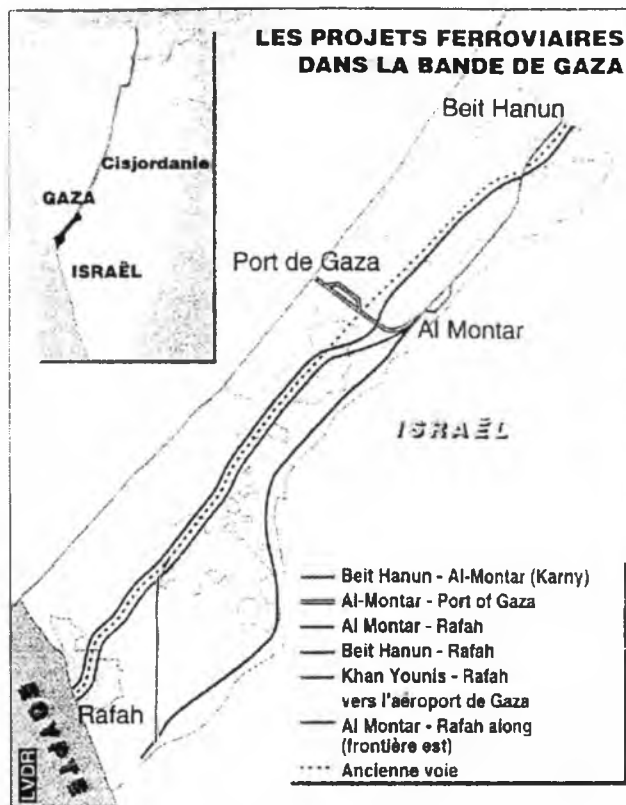 LES PROJETS FERROVIAIRES
DANS LA BANDE DE GAZA
Beit Hanun
Cisjordanie
GAZA
ISRAËL
Port de Gaza
Al Montar
ISRAËL
Beit Hanun - Al-Montar (Karny)
Al-Montar - Port of Gaza
Al Montar - Rafah
Beit Hanun - Rafah
Khan Younis - Rafah
vers l'aéroport de Gaza
Al Montar - Rafah along
(frontière est)
Ancienne voie
Rafah
EGYPTE
LVDR